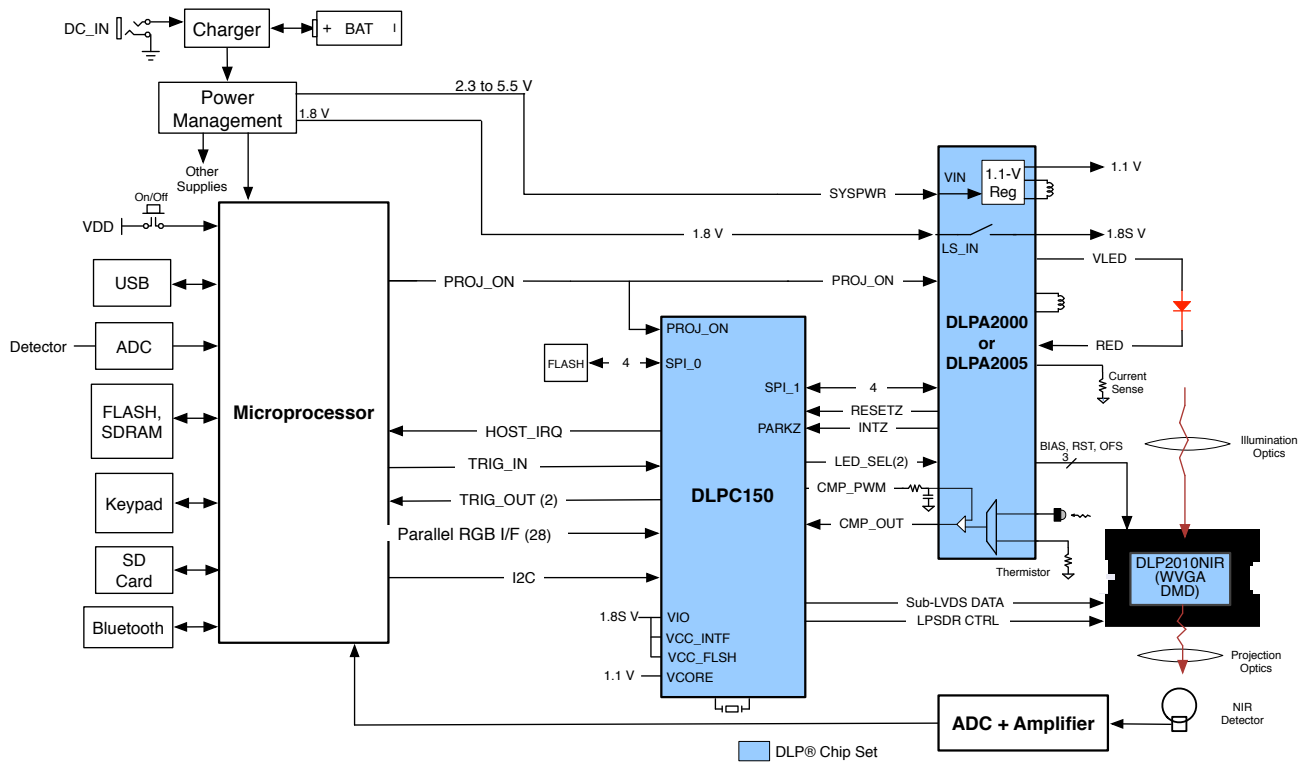 DC_IN
Charger
+ BAT I
Power
Management
2.3 to 5.5 V
1.8 V
Other
Supplies
On/Off
VDD
USB
Detector
ADC
FLASH,
SDRAM
Keypad
SD
Card
Bluetooth
Microprocessor
PROJ_ON
HOST_IRQ
TRIG_IN
TRIG_OUT (2)
Parallel RGB I/F (28)
I2C
FLASH
4
PROJ_ON
SPI_0
SPI_1
PARKZ
DLPC150
1.8S V
VIO
VCC_INTF
VCC_FLSH
1.1 V
VCORE
SYSPWR
1.8 V
PROJ_ON
4
RESETZ
INTZ
LED_SEL(2)
CMP_PWM
CMP_OUT
Sub-LVDS DATA
LPSDR CTRL
VIN
1.1-V
Reg
LS_IN
DLPA2000
or
DLPA2005
1.1 V
1.8S V
VLED
RED
Current
Sense
BIAS, RST, OFS
3
Thermistor
Illumination
Optics
DLP2010NIR
(WVGA
DMD)
Projection
Optics
NIR
Detector
ADC + Amplifier
DLP® Chip Set